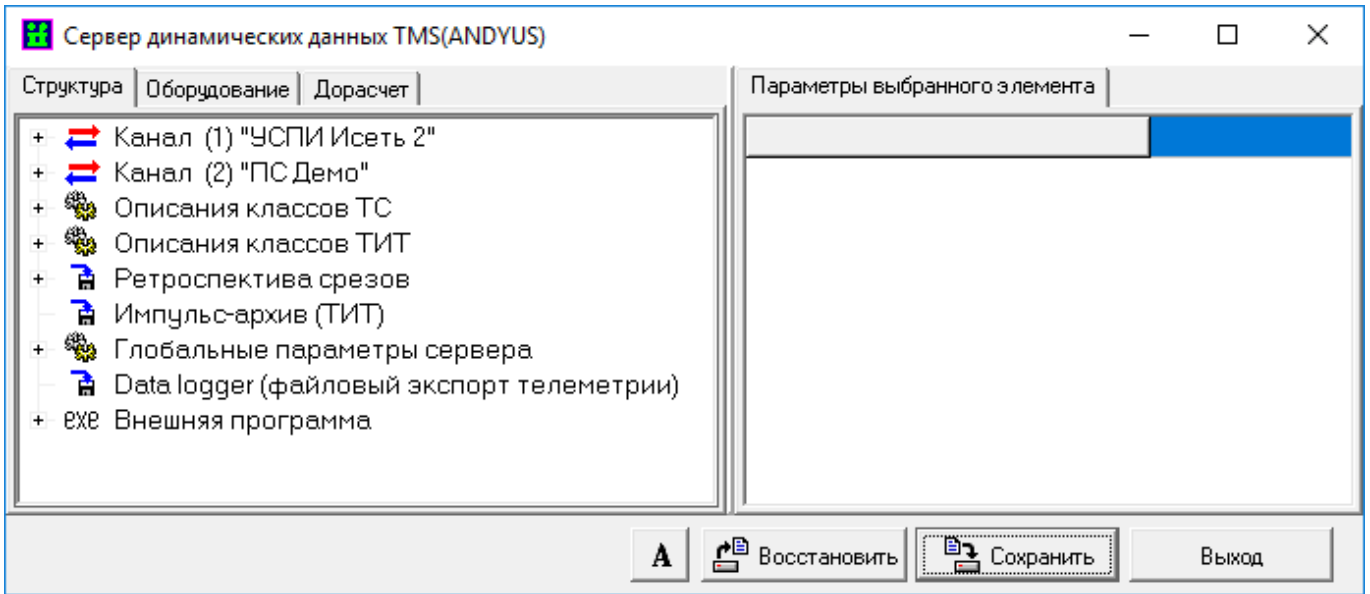 Сервер динамических данных TMS(ANDYUS)
Структура Оборудование Дорасчет
Параметры выбранного элемента
Канал (1) "УСПИ Исеть 2"
Канал (2) "ПС Демо"
Описания классов ТС
Описания классов ТИТ
Ретроспектива срезов
Импульс-архив (ТИТ)
Глобальные параметры сервера
Data logger (файловый экспорт телеметрии)
exe Внешняя программа
A Восстановить Сохранить Выход